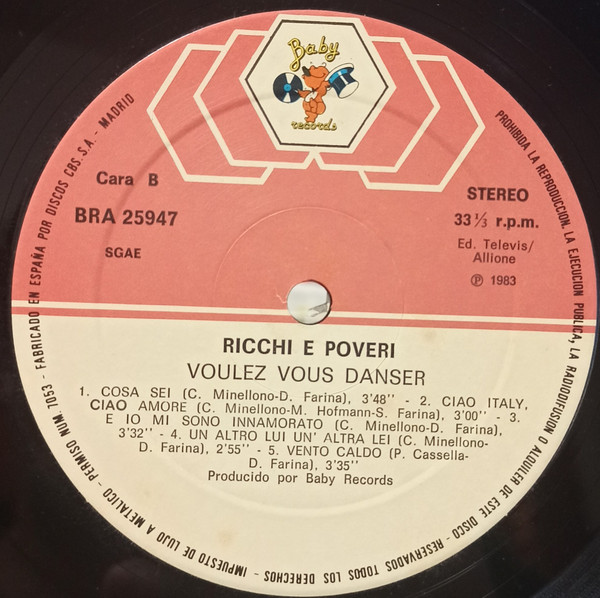 Baby
records
Cara B
BRA 25947
SGAE
STEREO
33 ⅓ r.p.m.
Ed. Televis/
Allione
Ⓟ 1983
RICCHI E POVERI
VOULEZ VOUS DANSER
1. COSA SEI (C. Minellono-D. Farina), 3'48" - 2. CIAO ITALY,
CIAO AMORE (C. Minellono-M. Hofmann-S. Farina), 3'00" - 3.
E IO MI SONO INNAMORATO (C. Minellono-D. Farina),
3'32" - 4. UN ALTRO LUI UN' ALTRA LEI (C. Minellono-
D. Farina), 2'55" - 5. VENTO CALDO (P. Cassella-
D. Farina), 3'35"
Producido por Baby Records
PROHIBIDA LA REPRODUCCION, LA EJECUCION PUBLICA, LA RADIODIFUSION O ALQUILER DE ESTE DISCO - RESERVADOS TODOS LOS DERECHOS - IMPUESTO DE LUJO A METALICO - PERMISO NUM 7053 - FABRICADO EN ESPAÑA POR DISCOS CBS. S.A. - MADRID